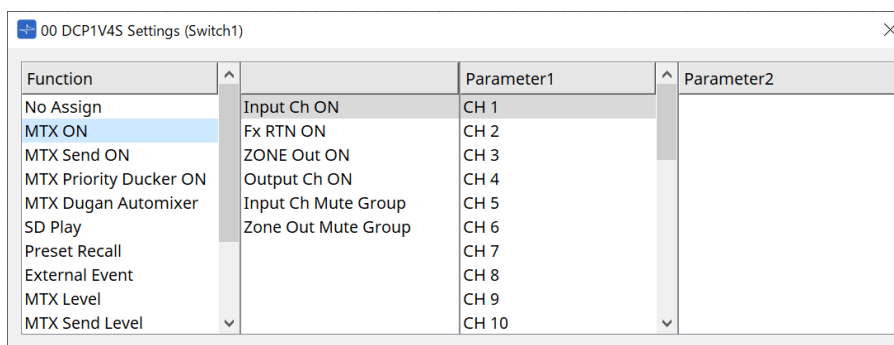 00 DCP1V4S Settings (Switch1)
Function Parameter1 Parameter2
No Assign Input Ch ON CH 1
MTX ON Fx RTN ON CH 2
MTX Send ON ZONE Out ON CH 3
MTX Priority Ducker ON Output Ch ON CH 4
MTX Dugan Automixer Input Ch Mute Group CH 5
SD Play Zone Out Mute Group CH 6
Preset Recall CH 7
External Event CH 8
MTX Level CH 9
MTX Send Level CH 10